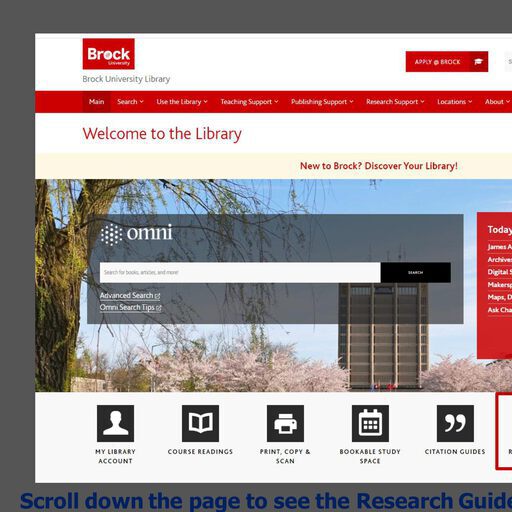 Brock
University
Brock University Library
APPLY @ BROCK
S
Main Search Use the Library Teaching Support Publishing Support Research Support Locations About
Welcome to the Library
New to Brock? Discover Your Library!
omni
Search for books, articles, and more!
SEARCH
Advanced Search
Omni Search Tips
Today
James A
Archives
Digital S
Makersp
Maps, D
Ask Cha
MY LIBRARY
ACCOUNT
COURSE READINGS
PRINT, COPY &
SCAN
BOOKABLE STUDY
SPACE
CITATION GUIDES
R
Scroll down the page to see the Research Guide